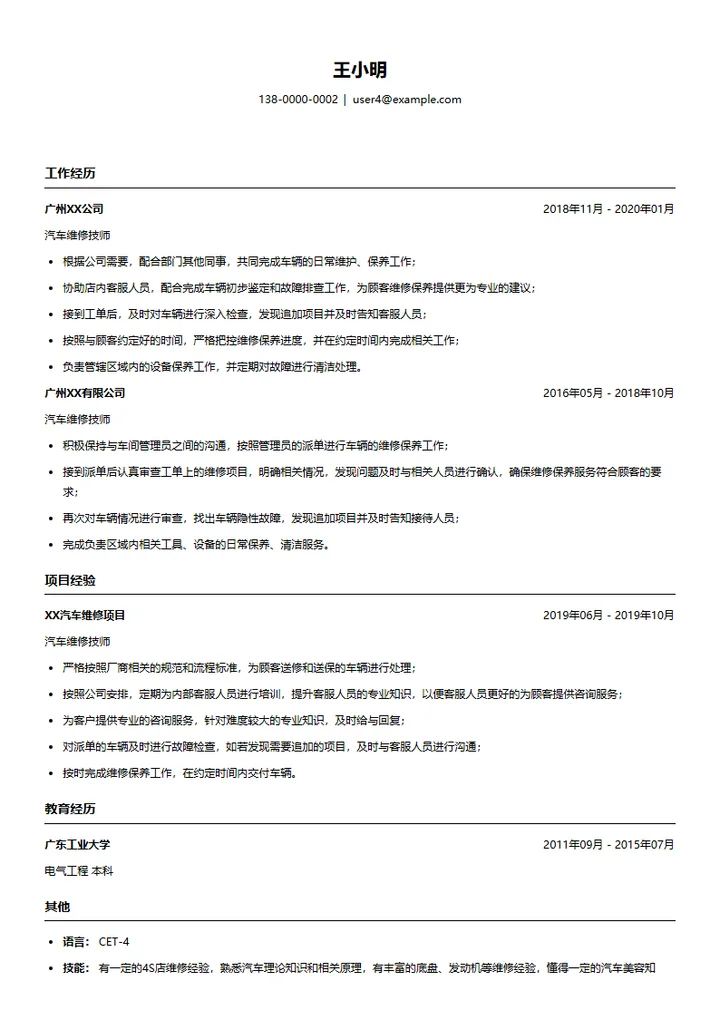 王小明
138-0000-0002 | user4@example.com
工作经历
广州XX公司 2018年11月 - 2020年01月
汽车维修技师
• 根据公司需要，配合部门其他同事，共同完成车辆的日常维护、保养工作；
• 协助店内客服人员，配合完成车辆初步鉴定和故障排查工作，为顾客维修保养提供更为专业的建议；
• 接到工单后，及时对车辆进行深入检查，发现追加项目并及时告知客服人员；
• 按照与顾客约定好的时间，严格把控维修保养进度，并在约定时间内完成相关工作；
• 负责管辖区域内的设备保养工作，并定期对故障进行清洁处理。
广州XX有限公司 2016年05月 - 2018年10月
汽车维修技师
• 积极保持与车间管理员之间的沟通，按照管理员的派单进行车辆的维修保养工作；
• 接到派单后认真审查工单上的维修项目，明确相关情况，发现问题及时与相关人员进行确认，确保维修保养服务符合顾客的要
求；
• 再次对车辆情况进行审查，找出车辆隐性故障，发现追加项目并及时告知接待人员；
• 完成负责区域内相关工具、设备的日常保养、清洁服务。
项目经验
XX汽车维修项目 2019年06月 - 2019年10月
汽车维修技师
• 严格按照厂商相关的规范和流程标准，为顾客送修和送保的车辆进行处理；
• 按照公司安排，定期为内部客服人员进行培训，提升客服人员的专业知识，以便客服人员更好的为顾客提供咨询服务；
• 为客户提供专业的咨询服务，针对难度较大的专业知识，及时给与回复；
• 对派单的车辆及时进行故障检查，如若发现需要追加的项目，及时与客服人员进行沟通；
• 按时完成维修保养工作，在约定时间内交付车辆。
教育经历
广东工业大学 2011年09月 - 2015年07月
电气工程 本科
其他
• 语言： CET-4
• 技能： 有一定的4S店维修经验，熟悉汽车理论知识和相关原理，有丰富的底盘、发动机等维修经验，懂得一定的汽车美容知